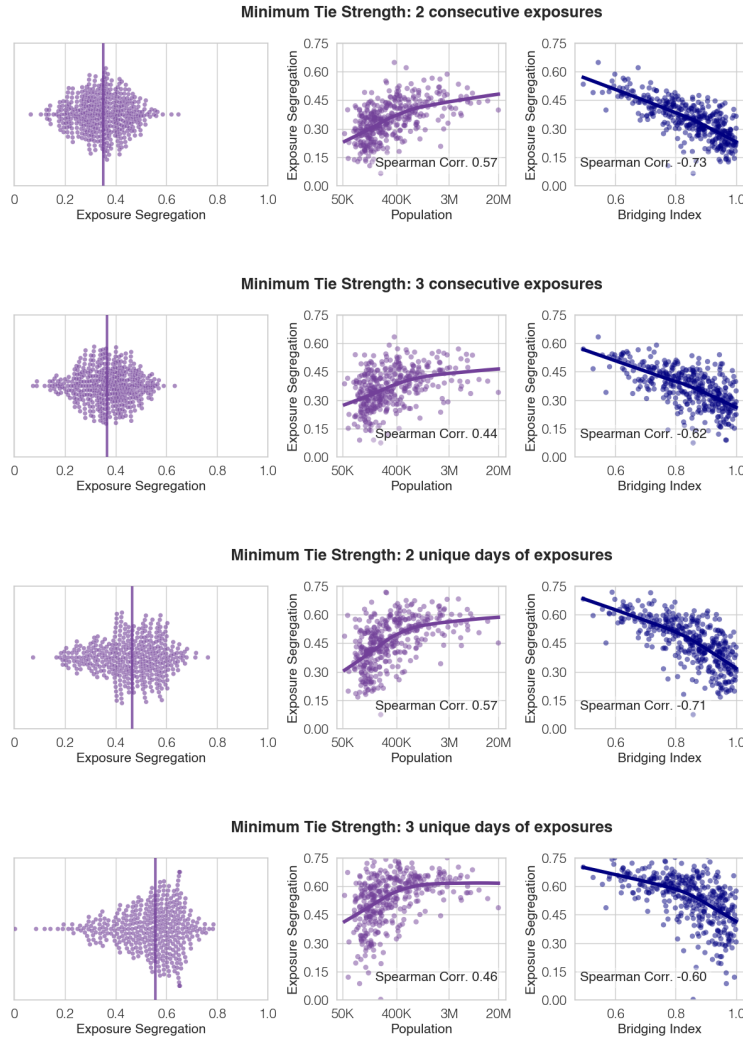 Minimum Tie Strength: 2 consecutive exposures
0 0.2 0.4 0.6 0.8 1.0
Exposure Segregation
Exposure Segregation
0.75
0.60
0.45
0.30
0.15
0.00
Spearman Corr. 0.57
50K 400K 3M 20M
Population
Exposure Segregation
0.75
0.60
0.45
0.30
0.15
0.00
Spearman Corr. -0.73
0.6 0.8 1.0
Bridging Index
Minimum Tie Strength: 3 consecutive exposures
0 0.2 0.4 0.6 0.8 1.0
Exposure Segregation
Exposure Segregation
0.75
0.60
0.45
0.30
0.15
0.00
Spearman Corr. 0.44
50K 400K 3M 20M
Population
Exposure Segregation
0.75
0.60
0.45
0.30
0.15
0.00
Spearman Corr. -0.62
0.6 0.8 1.0
Bridging Index
Minimum Tie Strength: 2 unique days of exposures
0 0.2 0.4 0.6 0.8 1.0
Exposure Segregation
Exposure Segregation
0.75
0.60
0.45
0.30
0.15
0.00
Spearman Corr. 0.57
50K 400K 3M 20M
Population
Exposure Segregation
0.75
0.60
0.45
0.30
0.15
0.00
Spearman Corr. -0.71
0.6 0.8 1.0
Bridging Index
Minimum Tie Strength: 3 unique days of exposures
0 0.2 0.4 0.6 0.8 1.0
Exposure Segregation
Exposure Segregation
0.75
0.60
0.45
0.30
0.15
0.00
Spearman Corr. 0.46
50K 400K 3M 20M
Population
Exposure Segregation
0.75
0.60
0.45
0.30
0.15
0.00
Spearman Corr. -0.60
0.6 0.8 1.0
Bridging Index